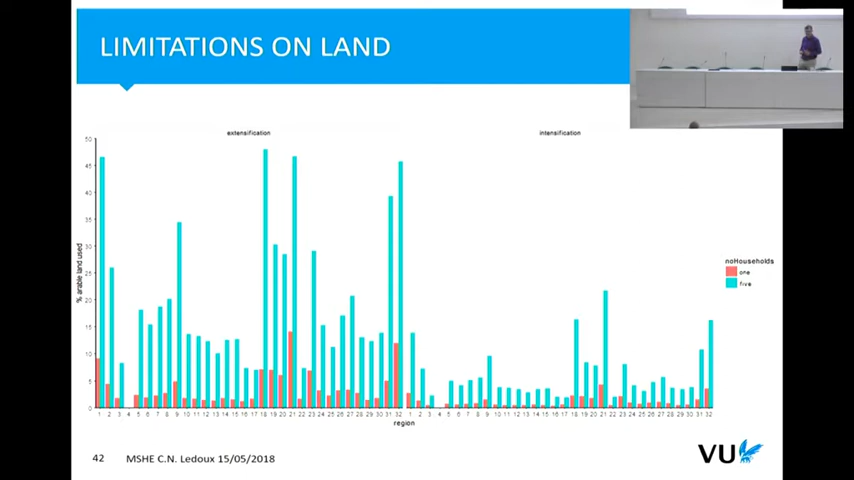 LIMITATIONS ON LAND
extensification
intensification
50
45
40
35
30
25
20
15
10
5
0
% arable land used
1 2 3 4 5 6 7 8 9 10 11 12 13 14 15 16 17 18 19 20 21 22 23 24 25 26 27 28 29 30 31 32
1 2 3 4 5 6 7 8 9 10 11 12 13 14 15 16 17 18 19 20 21 22 23 24 25 26 27 28 29 30 31 32
region
noHouseholds
one
five
42 MSHE C.N. Ledoux 15/05/2018
VU